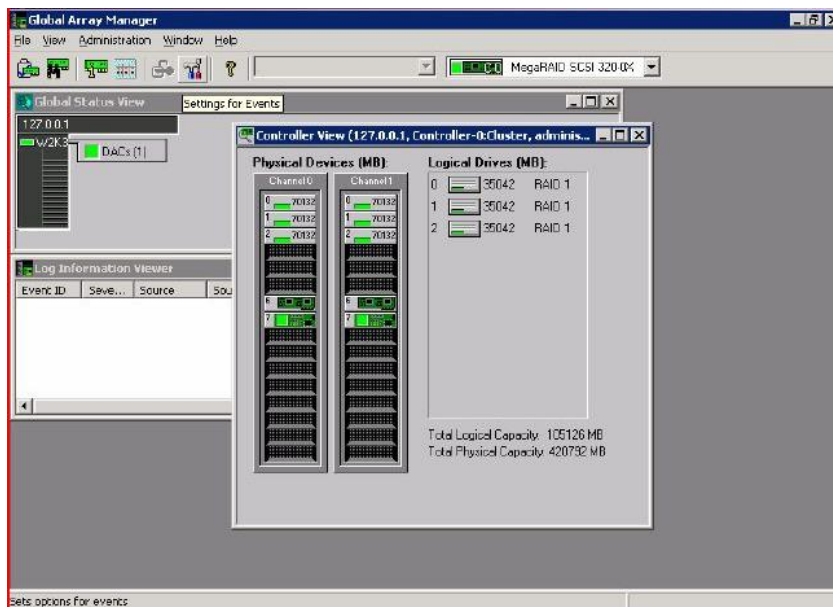 Global Array Manager
File View Administration Window Help
MegaRAID SCSI 320-0X
Global Status View
Settings for Events
127.0.0.1
W2K3
DACs (1)
Controller View (127.0.0.1, Controller-0:Cluster, adminis...
Physical Devices (MB):
Logical Drives (MB):
Channel 0
Channel 1
0 70132
0 70132
0 35042 RAID 1
1 70132
1 70132
1 35042 RAID 1
2 70132
2 70132
2 35042 RAID 1
6
6
7
7
Log Information Viewer
Event ID Seve... Source Sou
Total Logical Capacity: 105126 MB
Total Physical Capacity: 420792 MB
Sets options for events